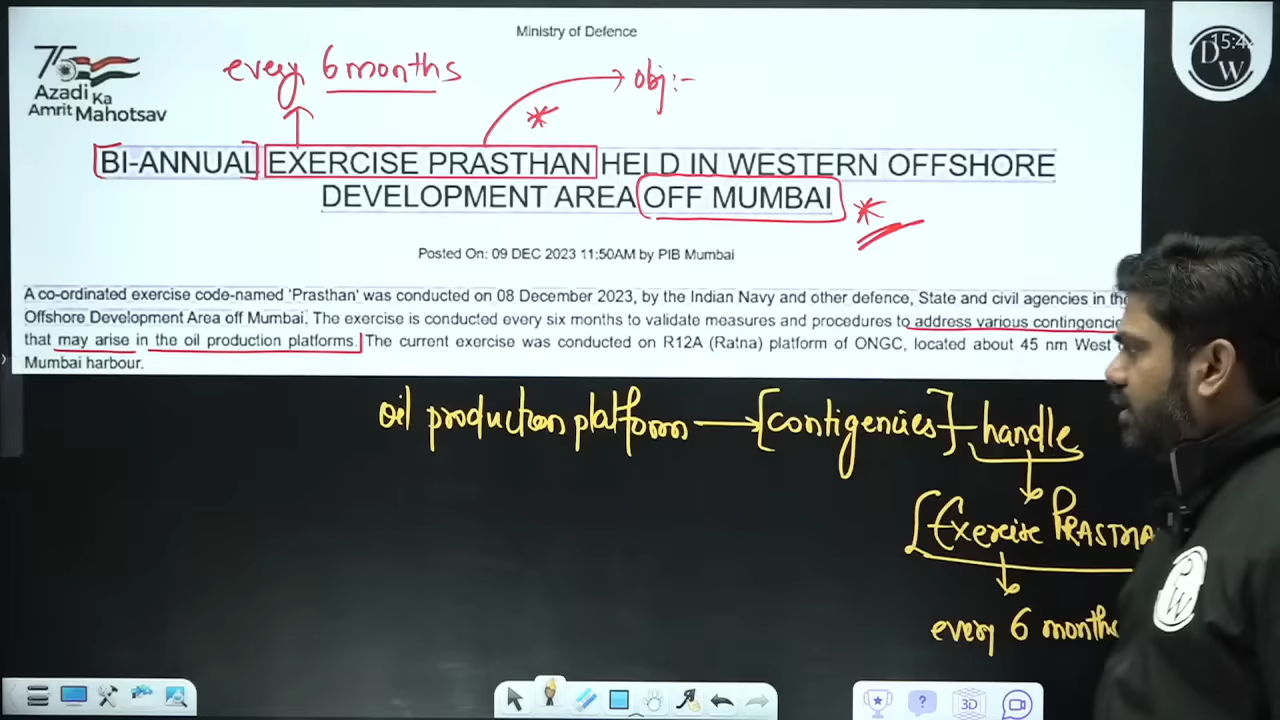 Ministry of Defence
15:4
DW
75
Azadi Ka
Amrit Mahotsav
every 6 months
obj:-
BI-ANNUAL EXERCISE PRASTHAN HELD IN WESTERN OFFSHORE
DEVELOPMENT AREA OFF MUMBAI
Posted On: 09 DEC 2023 11:50AM by PIB Mumbai
A co-ordinated exercise code-named 'Prasthan' was conducted on 08 December 2023, by the Indian Navy and other defence, State and civil agencies in the
Offshore Development Area off Mumbai. The exercise is conducted every six months to validate measures and procedures to address various contingencie
that may arise in the oil production platforms. The current exercise was conducted on R12A (Ratna) platform of ONGC, located about 45 nm West
Mumbai harbour.
oil production platform → [contigencies] handle
[Exercise PRASTHA
every 6 months
PW
?
3D